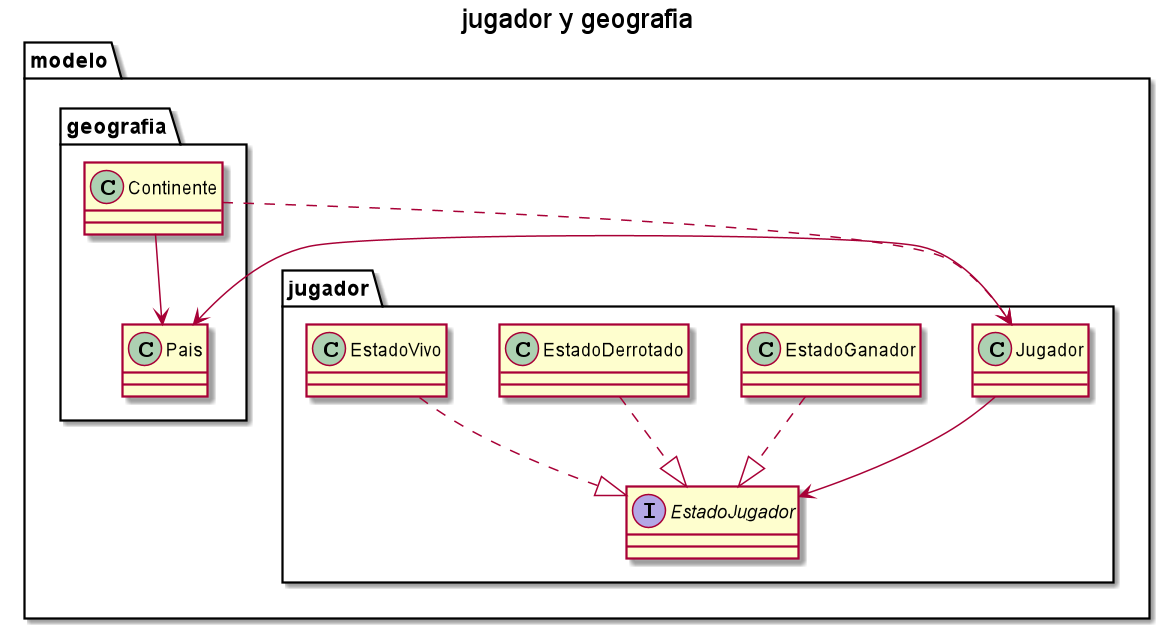 jugador y geografia
modelo
geografia
C Continente
jugador
C Pais
C EstadoVivo
C EstadoDerrotado
C EstadoGanador
C Jugador
I EstadoJugador